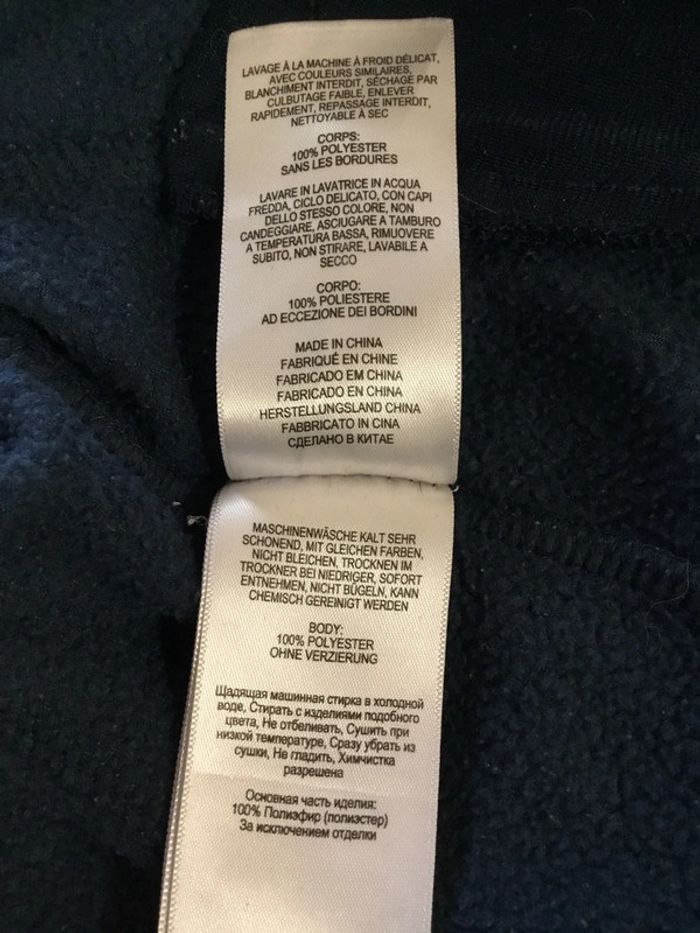 LAVAGE À LA MACHINE À FROID DÉLICAT,
AVEC COULEURS SIMILAIRES,
BLANCHIMENT INTERDIT, SÉCHAGE PAR
CULBUTAGE FAIBLE, ENLEVER
RAPIDEMENT, REPASSAGE INTERDIT,
NETTOYABLE À SEC
CORPS:
100% POLYESTER
SANS LES BORDURES
LAVARE IN LAVATRICE IN ACQUA
FREDDA, CICLO DELICATO, CON CAPI
DELLO STESSO COLORE, NON
CANDEGGIARE, ASCIUGARE A TAMBURO
A TEMPERATURA BASSA, RIMUOVERE
SUBITO, NON STIRARE, LAVABILE A
SECCO
CORPO:
100% POLIESTERE
AD ECCEZIONE DEI BORDINI
MADE IN CHINA
FABRIQUÉ EN CHINE
FABRICADO EM CHINA
FABRICADO EN CHINA
HERSTELLUNGSLAND CHINA
FABBRICATO IN CINA
СДЕЛАНО В КИТАЕ
MASCHINENWÄSCHE KALT SEHR
SCHONEND, MIT GLEICHEN FARBEN,
NICHT BLEICHEN, TROCKNEN IM
TROCKNER BEI NIEDRIGER, SOFORT
ENTNEHMEN, NICHT BÜGELN, KANN
CHEMISCH GEREINIGT WERDEN
BODY:
100% POLYESTER
OHNE VERZIERUNG
Щадящая машинная стирка в холодной
воде, Стирать с изделиями подобного
цвета, Не отбеливать, Сушить при
низкой температуре, Сразу убрать из
сушки, Не гладить, Химчистка
разрешена
Основная часть изделия:
100% Полиэфир (полиэстер)
За исключением отделки